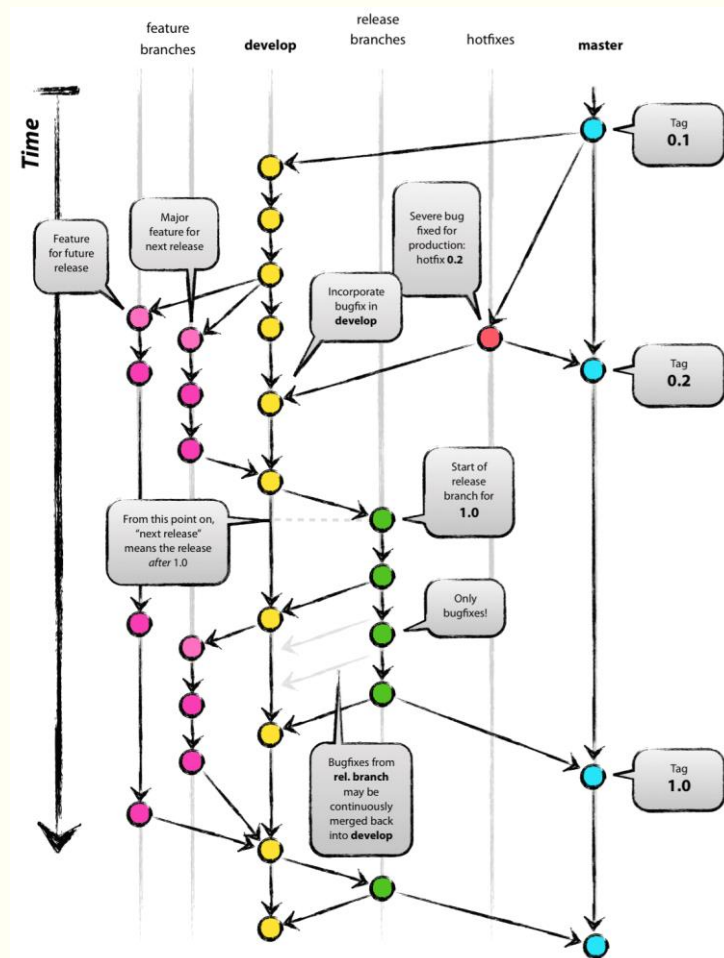 feature
branches
develop
release
branches
hotfixes
master
Time
Tag
0.1
Feature
for future
release
Major
feature for
next release
Severe bug
fixed for
production:
hotfix 0.2
Incorporate
bugfix in
develop
Tag
0.2
Start of
release
branch for
1.0
From this point on,
“next release”
means the release
after 1.0
Only
bugfixes!
Bugfixes from
rel. branch
may be
continuously
merged back
into develop
Tag
1.0